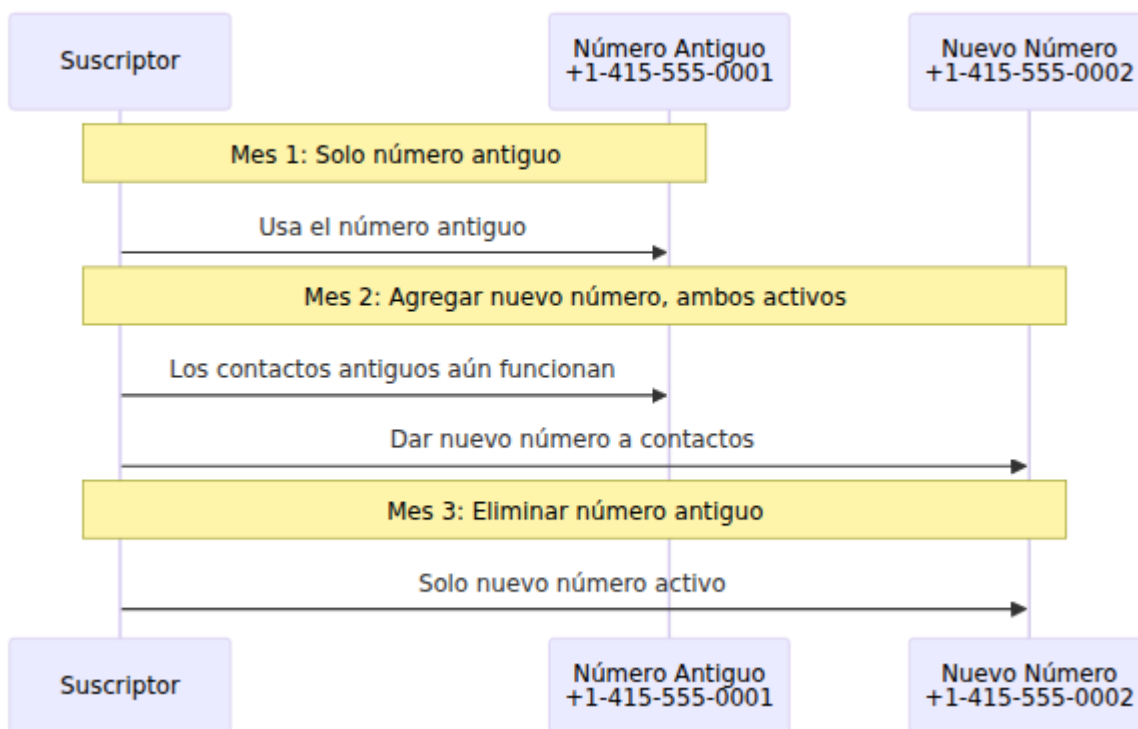 Suscriptor
Número Antiguo
+1-415-555-0001
Nuevo Número
+1-415-555-0002
Mes 1: Solo número antiguo
Usa el número antiguo
Mes 2: Agregar nuevo número, ambos activos
Los contactos antiguos aún funcionan
Dar nuevo número a contactos
Mes 3: Eliminar número antiguo
Solo nuevo número activo
Suscriptor
Número Antiguo
+1-415-555-0001
Nuevo Número
+1-415-555-0002